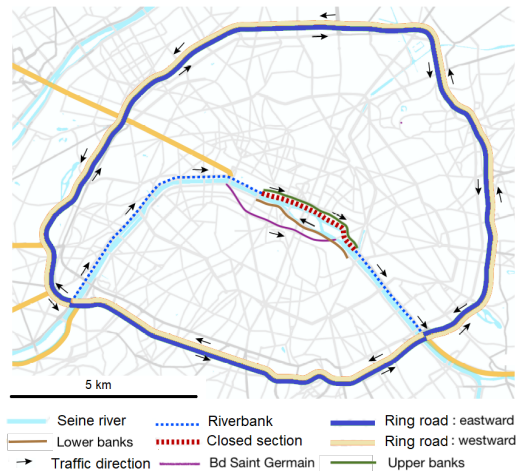 5 km
Seine river Riverbank Ring road : eastward
Lower banks Closed section Ring road : westward
Traffic direction Bd Saint Germain Upper banks